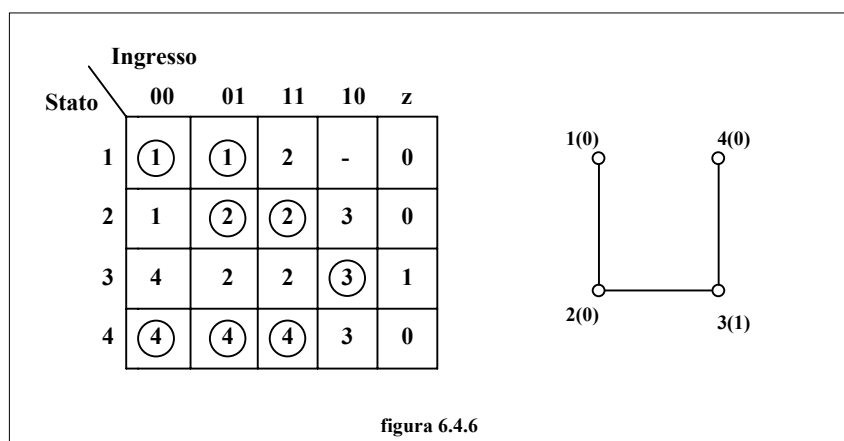 Ingresso
Stato 00 01 11 10 z
1 1 1 2 - 0
2 1 2 2 3 0
3 4 2 2 3 1
4 4 4 4 3 0
1(0) 4(0)
2(0) 3(1)
figura 6.4.6